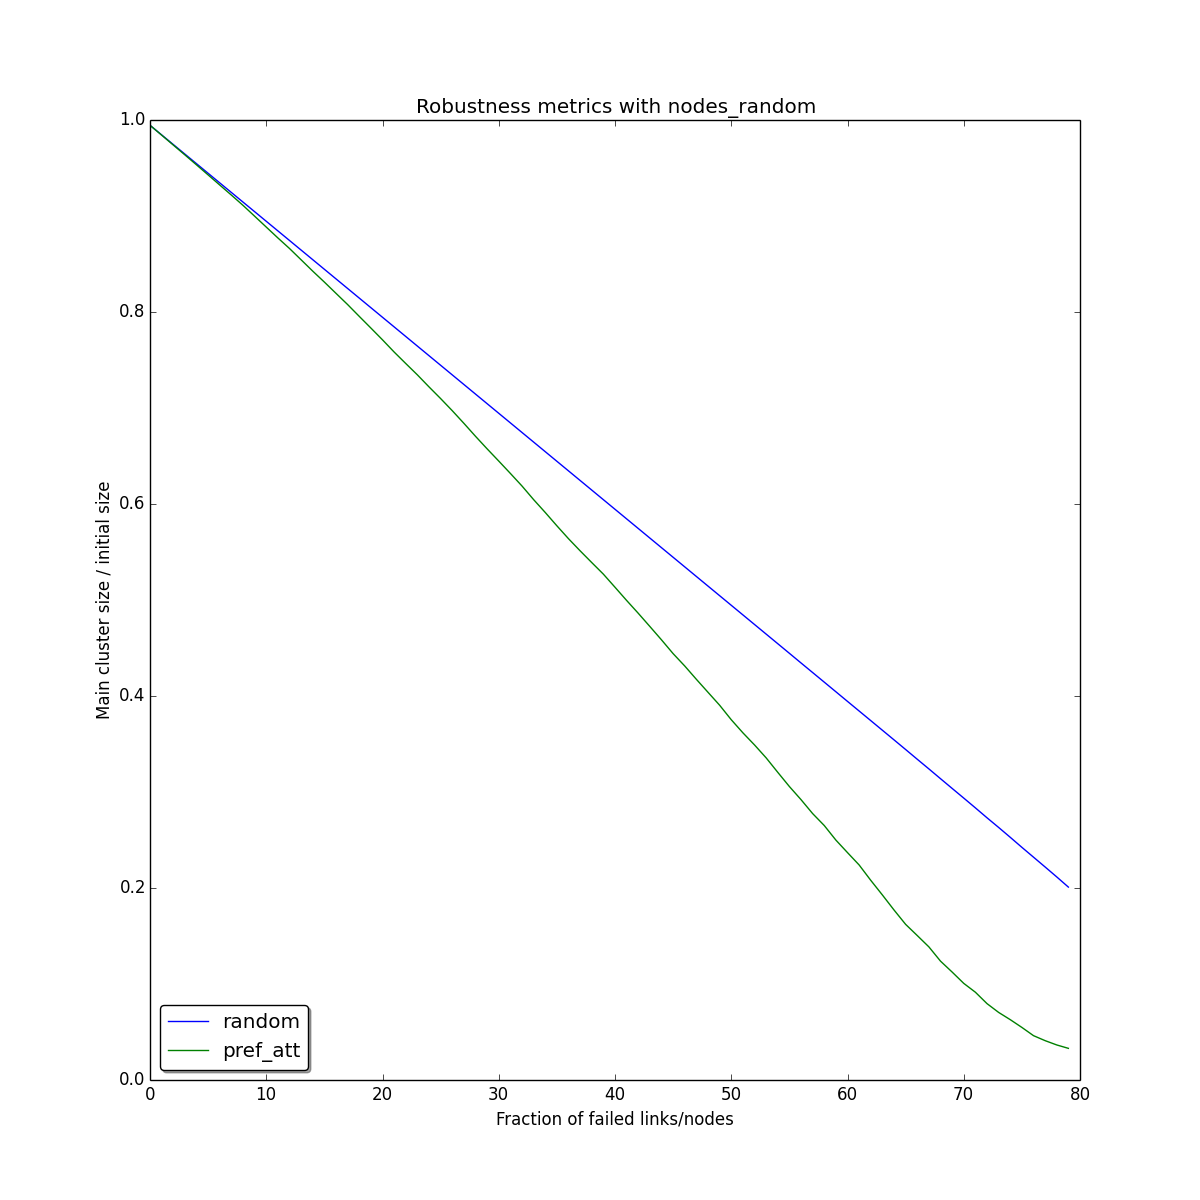 Robustness metrics with nodes_random
1.0
0.8
0.6
0.4
0.2
0.0
Main cluster size / initial size
random
pref_att
0 10 20 30 40 50 60 70 80
Fraction of failed links/nodes